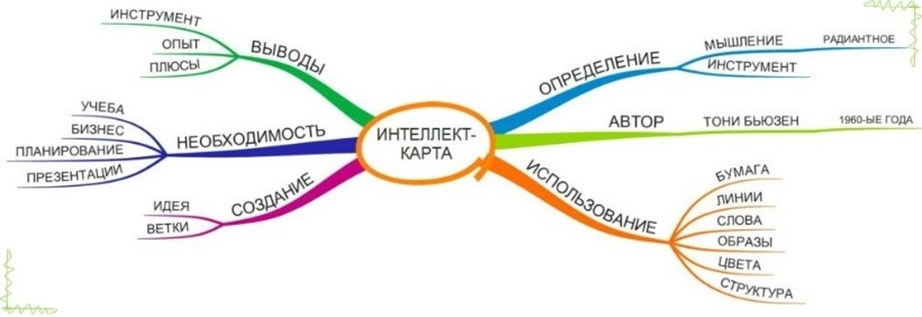 ИНТЕЛЛЕКТ-
КАРТА
ОПРЕДЕЛЕНИЕ
МЫШЛЕНИЕ
РАДИАНТНОЕ
ИНСТРУМЕНТ
АВТОР
ТОНИ БЬЮЗЕН
1960-ЫЕ ГОДА
ИСПОЛЬЗОВАНИЕ
БУМАГА
ЛИНИИ
СЛОВА
ОБРАЗЫ
ЦВЕТА
СТРУКТУРА
СОЗДАНИЕ
ИДЕЯ
ВЕТКИ
НЕОБХОДИМОСТЬ
УЧЕБА
БИЗНЕС
ПЛАНИРОВАНИЕ
ПРЕЗЕНТАЦИИ
ВЫВОДЫ
ИНСТРУМЕНТ
ОПЫТ
ПЛЮСЫ